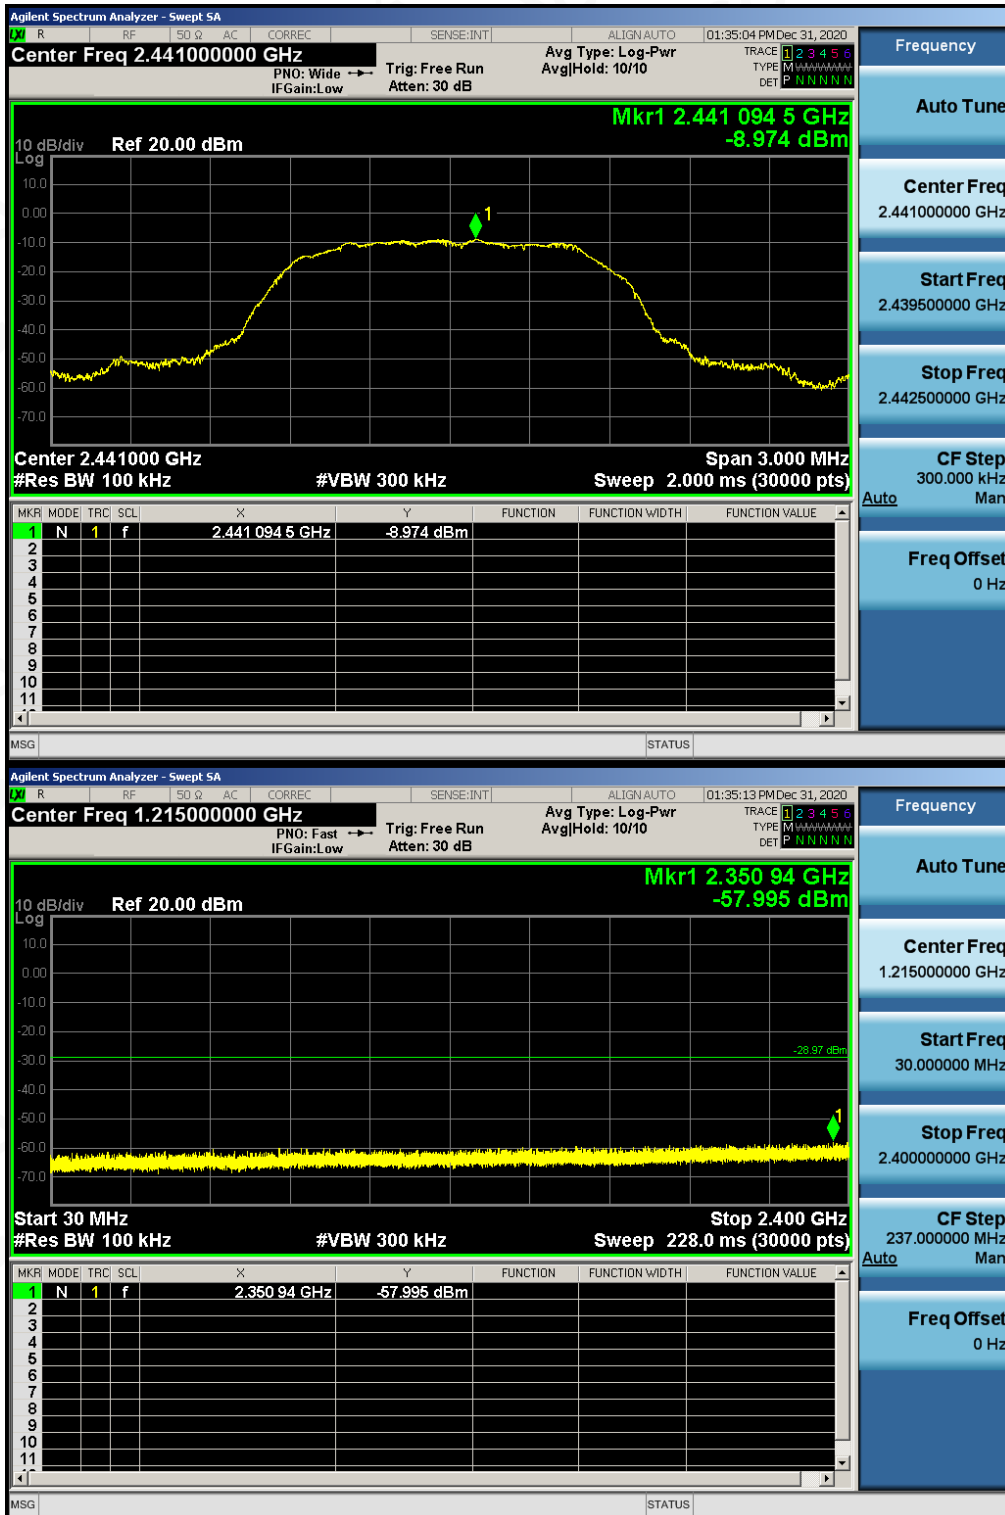 Agilent Spectrum Analyzer - Swept SA
LXI R RF 50 Ω AC CORREC SENSE:INT ALIGN AUTO 01:35:04 PM Dec 31, 2020
Center Freq 2.441000000 GHz
PNO: Wide
IFGain:Low
Trig: Free Run
Atten: 30 dB
Avg Type: Log-Pwr
Avg|Hold: 10/10
TRACE 1 2 3 4 5 6
TYPE M WWWWW
DET P N N N N N
Mkr1 2.441 094 5 GHz
-8.974 dBm
10 dB/div Ref 20.00 dBm
Log
10.0
0.00
-10.0
-20.0
-30.0
-40.0
-50.0
-60.0
-70.0
1
Center 2.441000 GHz Span 3.000 MHz
#Res BW 100 kHz #VBW 300 kHz Sweep 2.000 ms (30000 pts)
MKR MODE TRC SCL X Y FUNCTION FUNCTION WIDTH FUNCTION VALUE
1 N 1 f 2.441 094 5 GHz -8.974 dBm
2
3
4
5
6
7
8
9
10
11
MSG STATUS
Frequency
Auto Tune
Center Freq
2.441000000 GHz
Start Freq
2.439500000 GHz
Stop Freq
2.442500000 GHz
CF Step
300.000 kHz
Auto Man
Freq Offset
0 Hz
Agilent Spectrum Analyzer - Swept SA
LXI R RF 50 Ω AC CORREC SENSE:INT ALIGN AUTO 01:35:13 PM Dec 31, 2020
Center Freq 1.215000000 GHz
PNO: Fast
IFGain:Low
Trig: Free Run
Atten: 30 dB
Avg Type: Log-Pwr
Avg|Hold: 10/10
TRACE 1 2 3 4 5 6
TYPE M WWWWW
DET P N N N N N
Mkr1 2.350 94 GHz
-57.995 dBm
10 dB/div Ref 20.00 dBm
Log
10.0
0.00
-10.0
-20.0
-30.0
-40.0
-50.0
-60.0
-70.0
-28.97 dBm
1
Start 30 MHz Stop 2.400 GHz
#Res BW 100 kHz #VBW 300 kHz Sweep 228.0 ms (30000 pts)
MKR MODE TRC SCL X Y FUNCTION FUNCTION WIDTH FUNCTION VALUE
1 N 1 f 2.350 94 GHz -57.995 dBm
2
3
4
5
6
7
8
9
10
11
MSG STATUS
Frequency
Auto Tune
Center Freq
1.215000000 GHz
Start Freq
30.000000 MHz
Stop Freq
2.400000000 GHz
CF Step
237.000000 MHz
Auto Man
Freq Offset
0 Hz